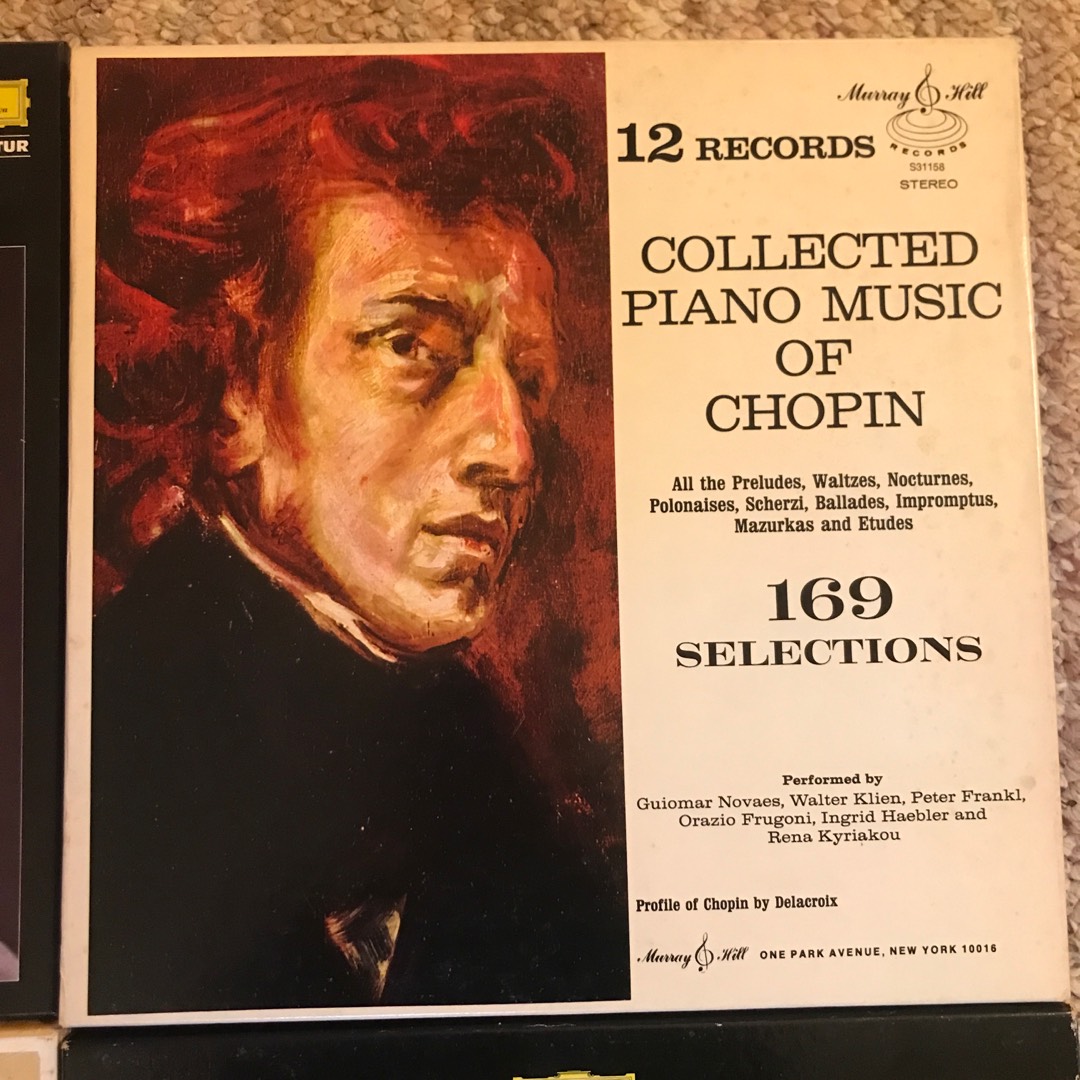 TUR
Murray Hill
RECORDS
S31158
STEREO
12 RECORDS
COLLECTED
PIANO MUSIC
OF
CHOPIN
All the Preludes, Waltzes, Nocturnes,
Polonaises, Scherzi, Ballades, Impromptus,
Mazurkas and Etudes
169
SELECTIONS
Performed by
Guiomar Novaes, Walter Klien, Peter Frankl,
Orazio Frugoni, Ingrid Haebler and
Rena Kyriakou
Profile of Chopin by Delacroix
Murray Hill ONE PARK AVENUE, NEW YORK 10016